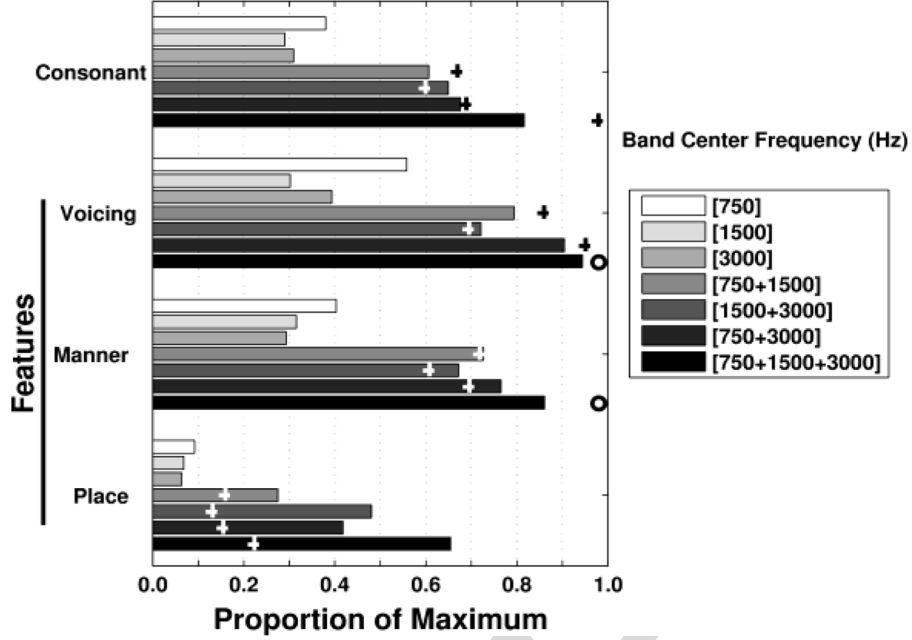 Consonant
Voicing
Manner
Place
Features
0.0 0.2 0.4 0.6 0.8 1.0
Proportion of Maximum
Band Center Frequency (Hz)
[750]
[1500]
[3000]
[750+1500]
[1500+3000]
[750+3000]
[750+1500+3000]